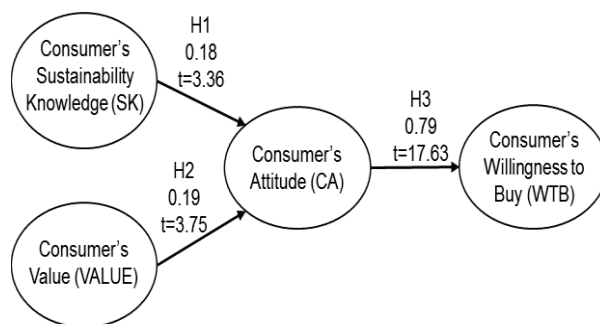 Consumer's
Sustainability
Knowledge (SK)
H1
0.18
t=3.36
H2
0.19
t=3.75
Consumer's
Value (VALUE)
Consumer's
Attitude (CA)
H3
0.79
t=17.63
Consumer's
Willingness to
Buy (WTB)